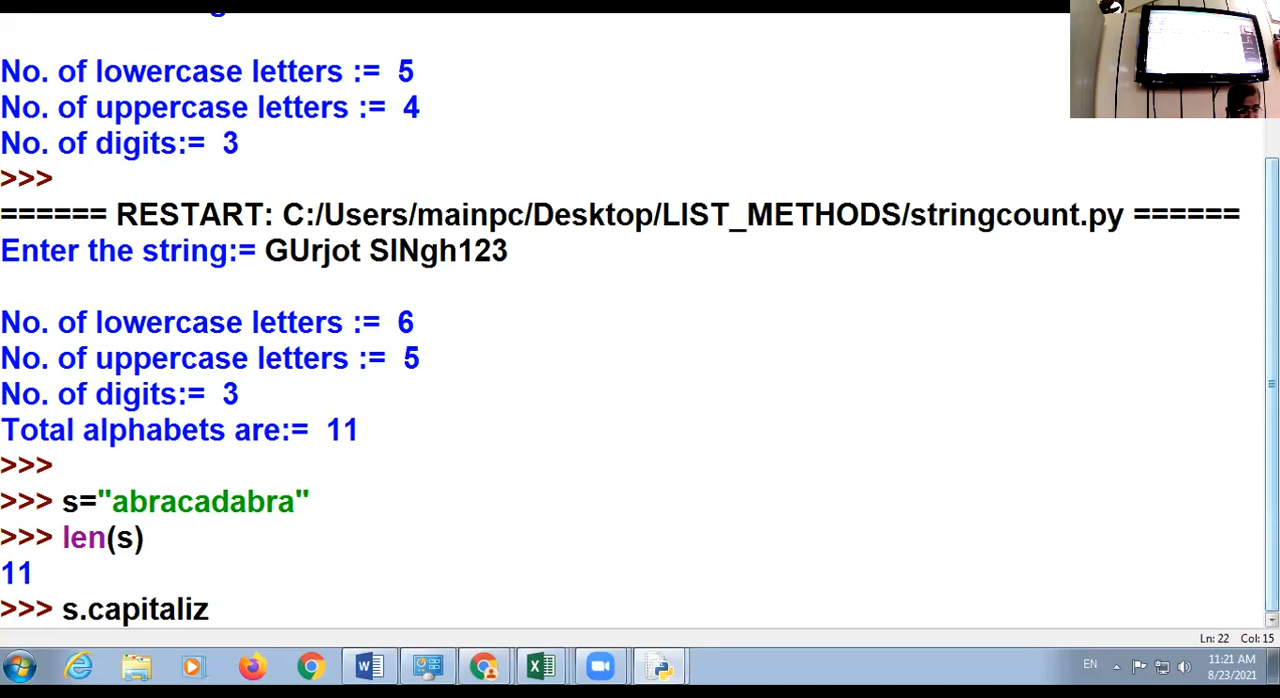 No. of lowercase letters := 5
No. of uppercase letters := 4
No. of digits:= 3
>>>
====== RESTART: C:/Users/mainpc/Desktop/LIST_METHODS/stringcount.py ======
Enter the string:= GUrjot SINgh123
No. of lowercase letters := 6
No. of uppercase letters := 5
No. of digits:= 3
Total alphabets are:= 11
>>>
>>> s="abracadabra"
>>> len(s)
11
>>> s.capitaliz
Ln: 22 Col: 15
EN
11:21 AM
8/23/2021